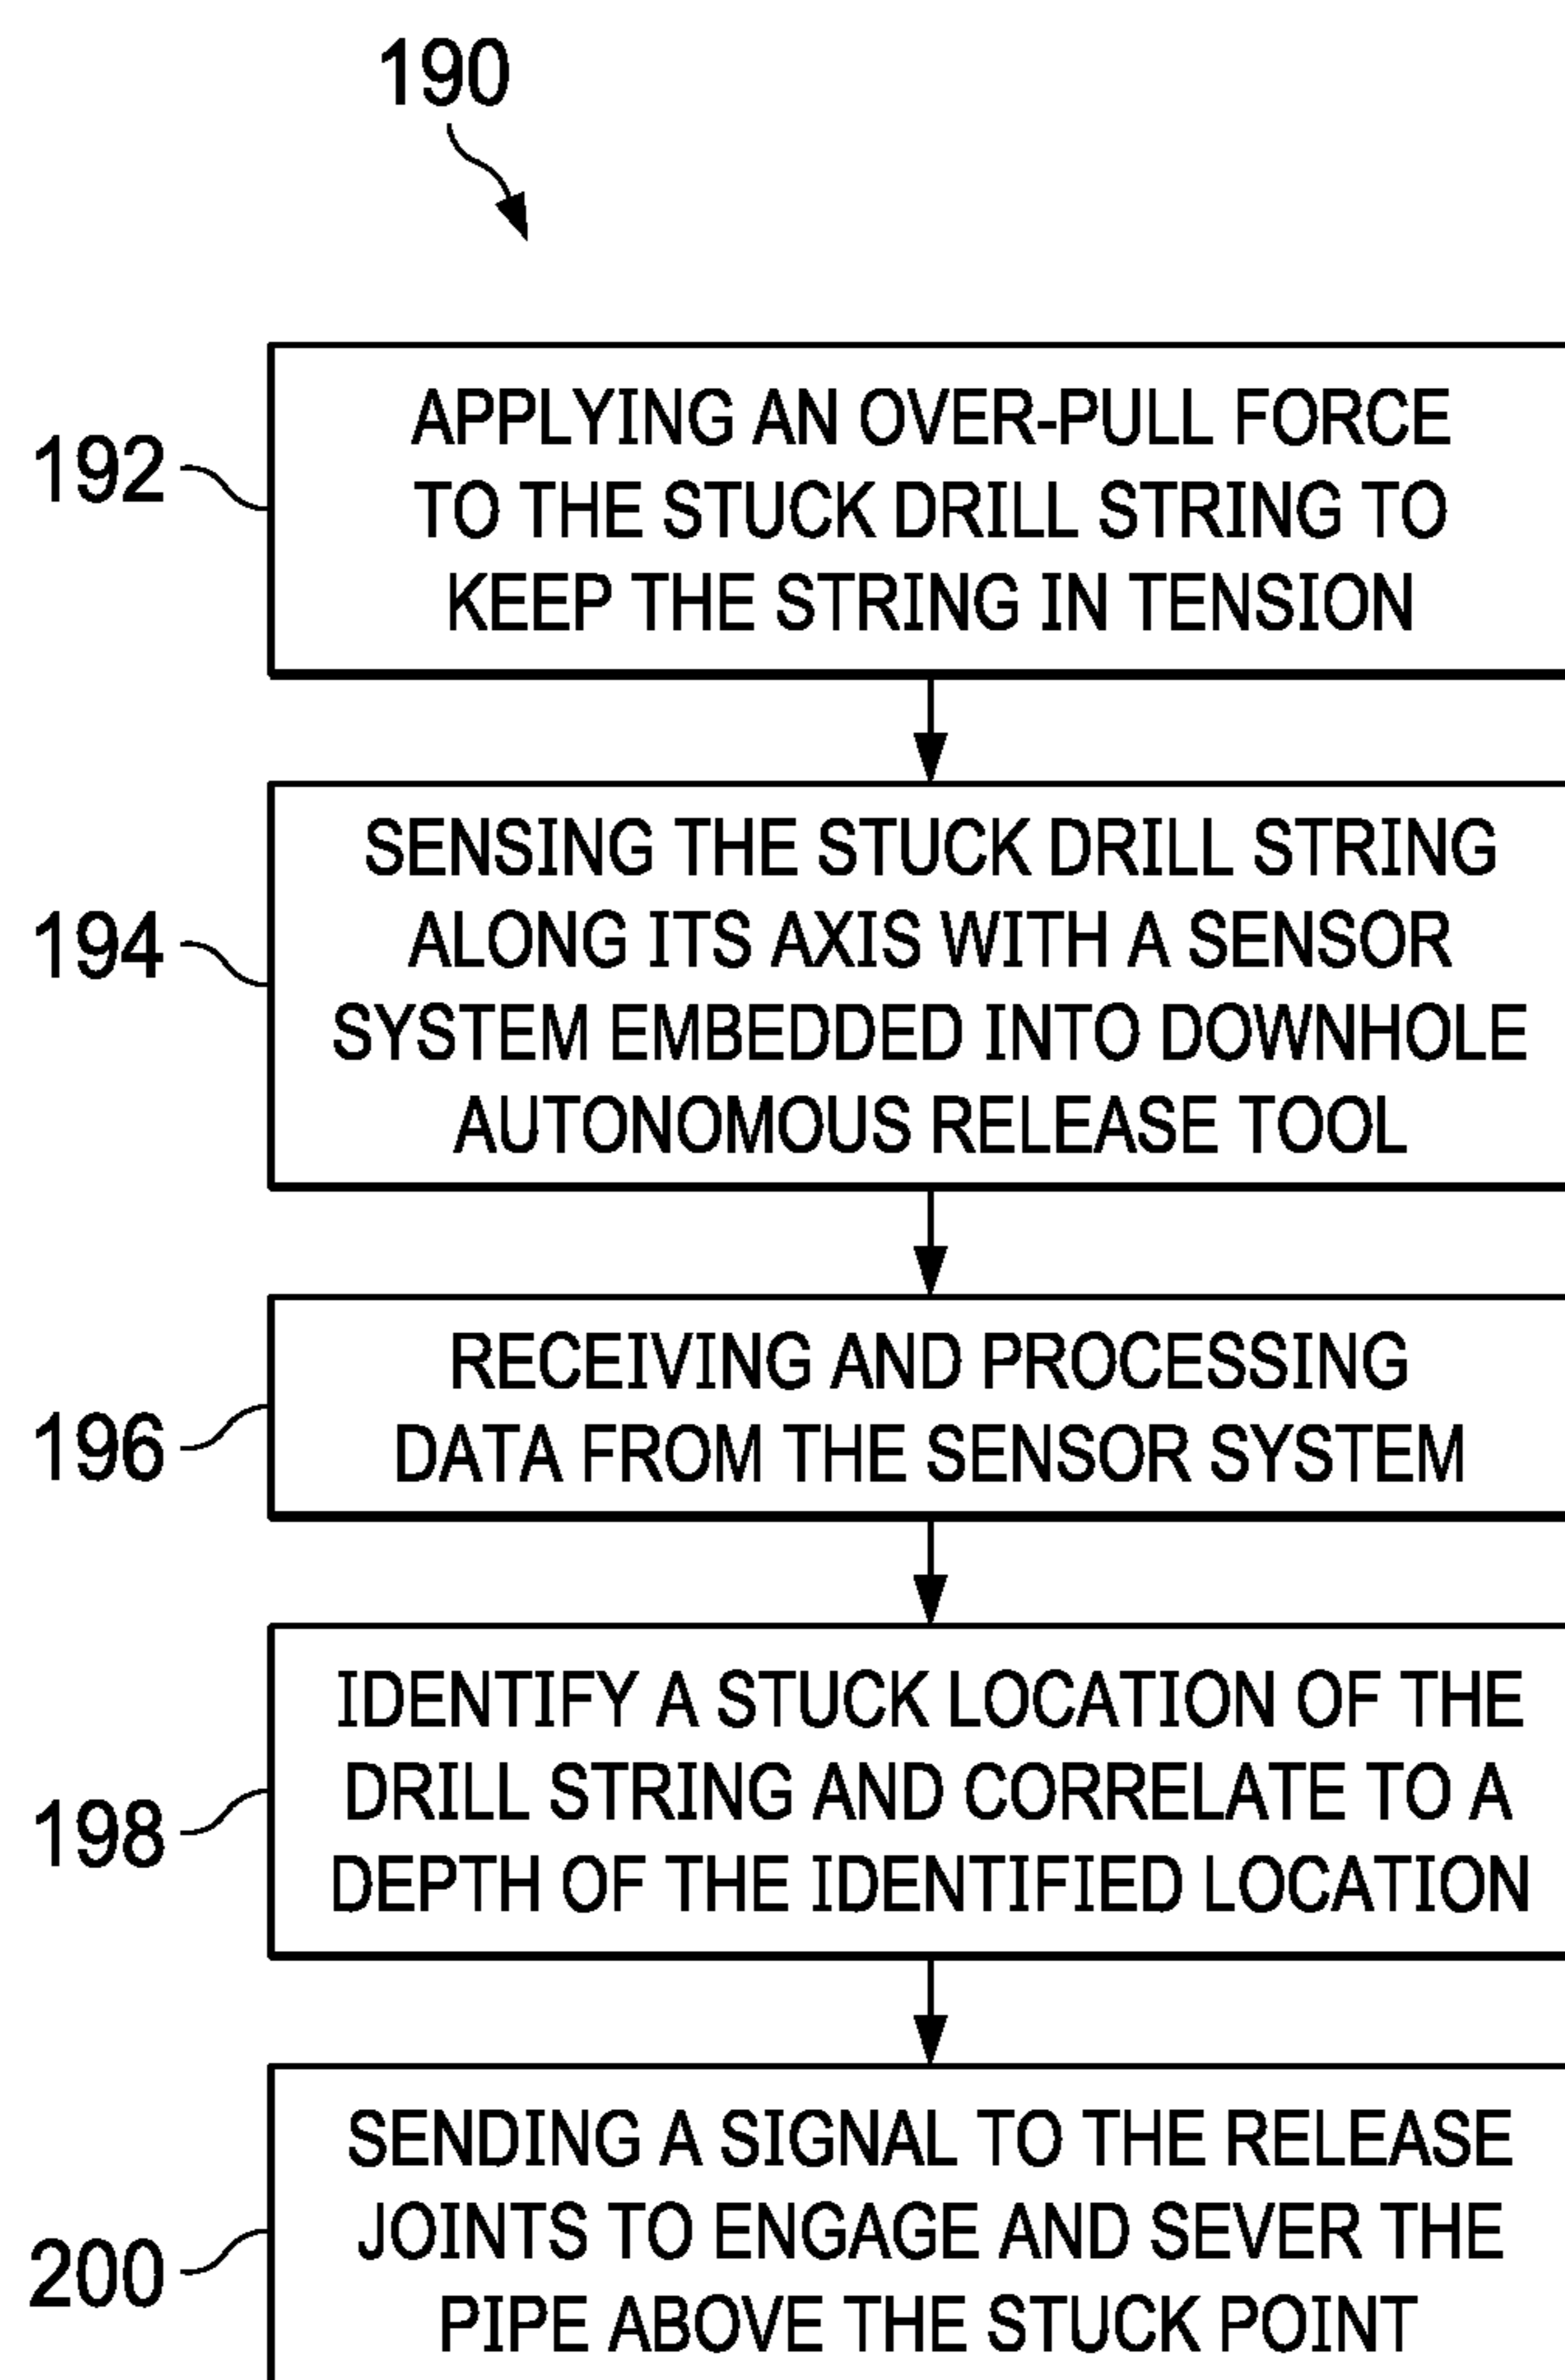 190
192
APPLYING AN OVER-PULL FORCE
TO THE STUCK DRILL STRING TO
KEEP THE STRING IN TENSION
194
SENSING THE STUCK DRILL STRING
ALONG ITS AXIS WITH A SENSOR
SYSTEM EMBEDDED INTO DOWNHOLE
AUTONOMOUS RELEASE TOOL
196
RECEIVING AND PROCESSING
DATA FROM THE SENSOR SYSTEM
198
IDENTIFY A STUCK LOCATION OF THE
DRILL STRING AND CORRELATE TO A
DEPTH OF THE IDENTIFIED LOCATION
200
SENDING A SIGNAL TO THE RELEASE
JOINTS TO ENGAGE AND SEVER THE
PIPE ABOVE THE STUCK POINT